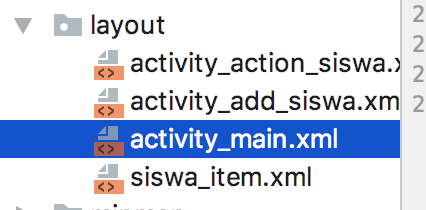 layout
activity_action_siswa.x
activity_add_siswa.xm
activity_main.xml
siswa_item.xml